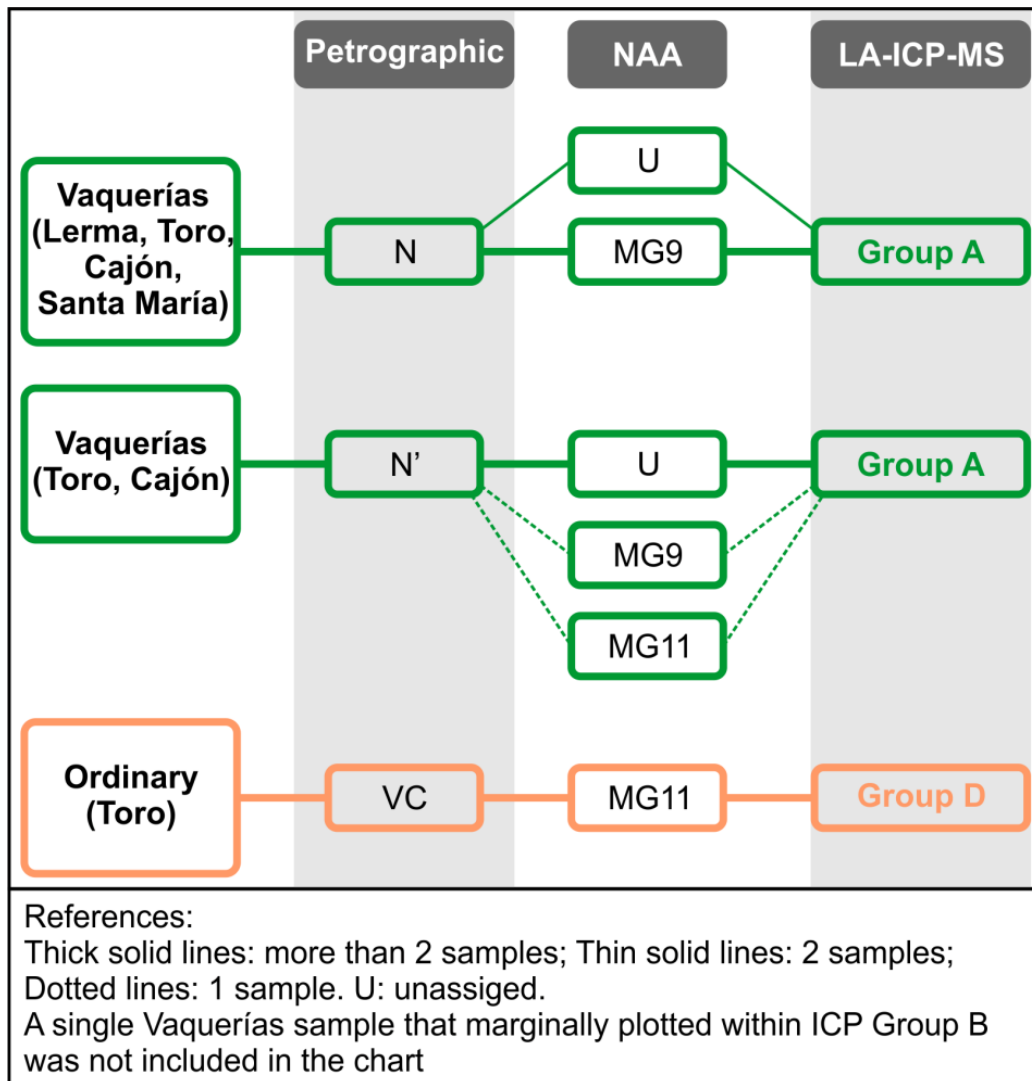 Petrographic
NAA
LA-ICP-MS
Vaquerías
(Lerma, Toro,
Cajón,
Santa María)
N
U
MG9
Group A
Vaquerías
(Toro, Cajón)
N’
U
MG9
MG11
Group A
Ordinary
(Toro)
VC
MG11
Group D
References:
Thick solid lines: more than 2 samples; Thin solid lines: 2 samples;
Dotted lines: 1 sample. U: unassiged.
A single Vaquerías sample that marginally plotted within ICP Group B
was not included in the chart